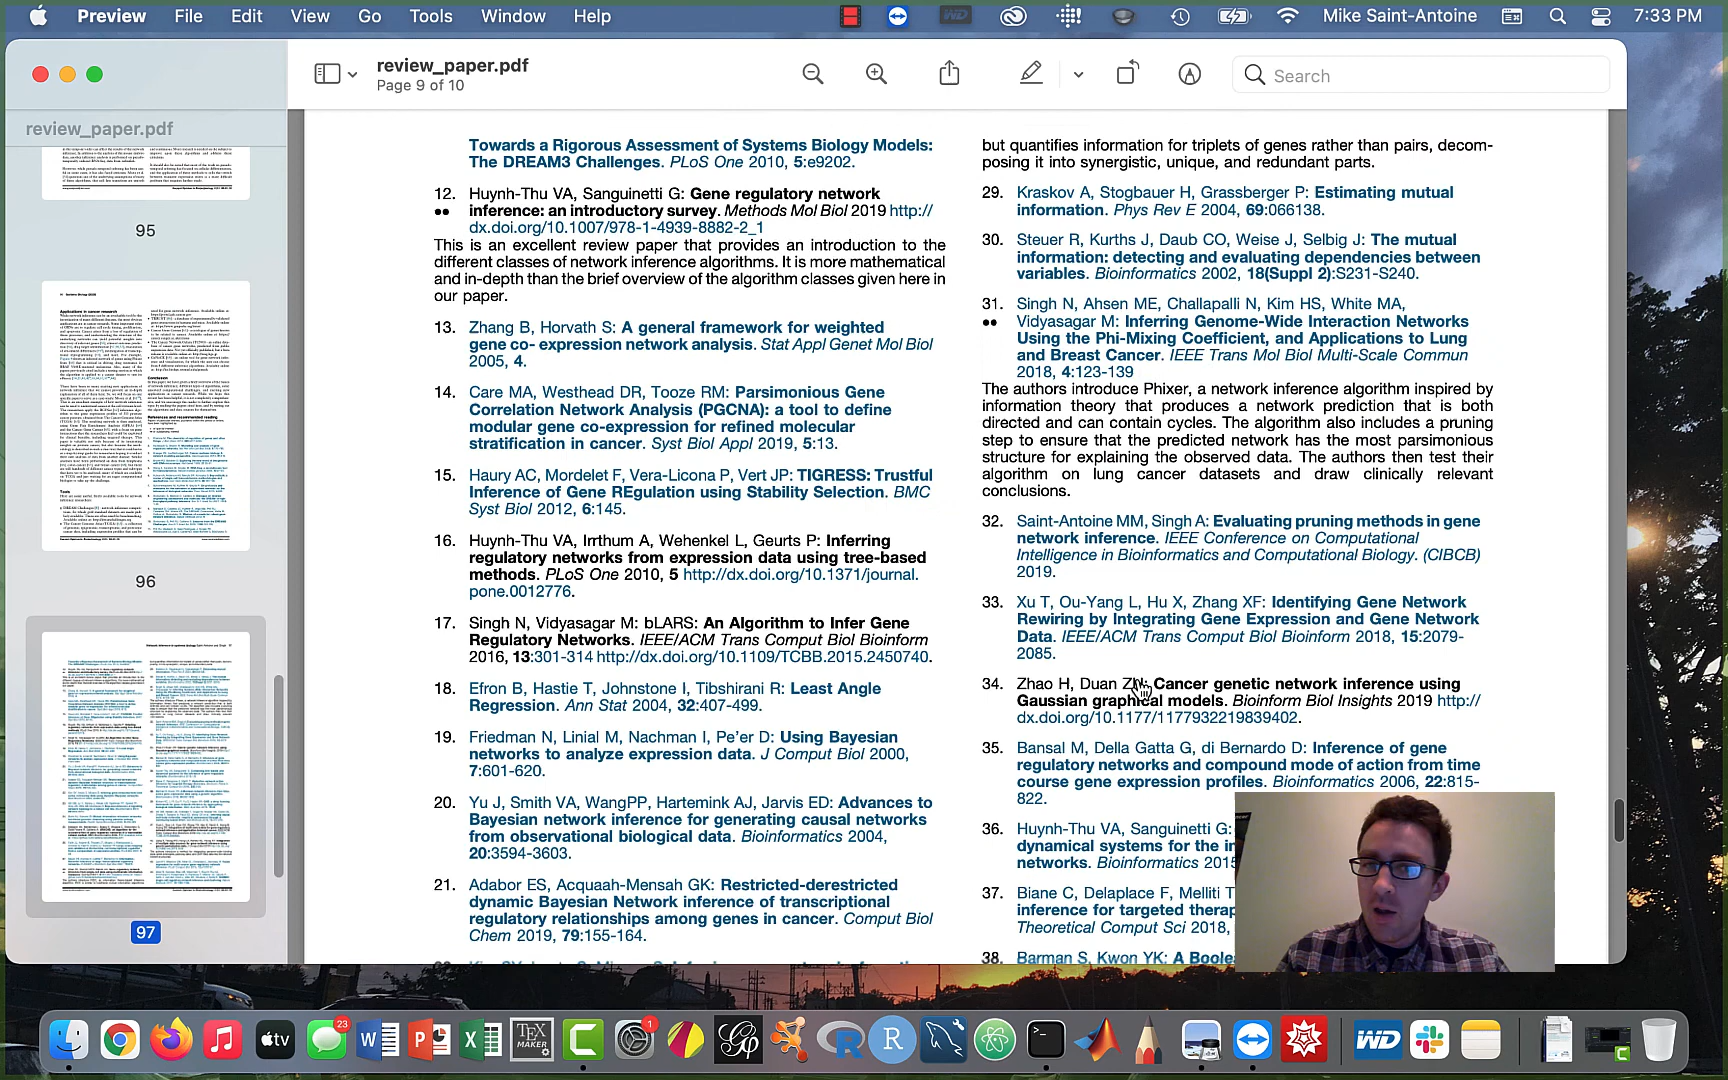 Preview File Edit View Go Tools Window Help
Mike Saint-Antoine 7:33 PM
review_paper.pdf
Page 9 of 10
Search
review_paper.pdf
95
96
97
Towards a Rigorous Assessment of Systems Biology Models:
The DREAM3 Challenges. PLoS One 2010, 5:e9202.
12. Huynh-Thu VA, Sanguinetti G: Gene regulatory network
•• inference: an introductory survey. Methods Mol Biol 2019 http://
dx.doi.org/10.1007/978-1-4939-8882-2_1
This is an excellent review paper that provides an introduction to the
different classes of network inference algorithms. It is more mathematical
and in-depth than the brief overview of the algorithm classes given here in
our paper.
13. Zhang B, Horvath S: A general framework for weighted
gene co- expression network analysis. Stat Appl Genet Mol Biol
2005, 4.
14. Care MA, Westhead DR, Tooze RM: Parsimonious Gene
Correlation Network Analysis (PGCNA): a tool to define
modular gene co-expression for refined molecular
stratification in cancer. Syst Biol Appl 2019, 5:13.
15. Haury AC, Mordelet F, Vera-Licona P, Vert JP: TIGRESS: Trustful
Inference of Gene REgulation using Stability Selection. BMC
Syst Biol 2012, 6:145.
16. Huynh-Thu VA, Irrthum A, Wehenkel L, Geurts P: Inferring
regulatory networks from expression data using tree-based
methods. PLoS One 2010, 5 http://dx.doi.org/10.1371/journal.
pone.0012776.
17. Singh N, Vidyasagar M: bLARS: An Algorithm to Infer Gene
Regulatory Networks. IEEE/ACM Trans Comput Biol Bioinform
2016, 13:301-314 http://dx.doi.org/10.1109/TCBB.2015.2450740.
18. Efron B, Hastie T, Johnstone I, Tibshirani R: Least Angle
Regression. Ann Stat 2004, 32:407-499.
19. Friedman N, Linial M, Nachman I, Pe'er D: Using Bayesian
networks to analyze expression data. J Comput Biol 2000,
7:601-620.
20. Yu J, Smith VA, WangPP, Hartemink AJ, Jarvis ED: Advances to
Bayesian network inference for generating causal networks
from observational biological data. Bioinformatics 2004,
20:3594-3603.
21. Adabor ES, Acquaah-Mensah GK: Restricted-derestricted
dynamic Bayesian Network inference of transcriptional
regulatory relationships among genes in cancer. Comput Biol
Chem 2019, 79:155-164.
but quantifies information for triplets of genes rather than pairs, decom-
posing it into synergistic, unique, and redundant parts.
29. Kraskov A, Stogbauer H, Grassberger P: Estimating mutual
information. Phys Rev E 2004, 69:066138.
30. Steuer R, Kurths J, Daub CO, Weise J, Selbig J: The mutual
information: detecting and evaluating dependencies between
variables. Bioinformatics 2002, 18(Suppl 2):S231-S240.
31. Singh N, Ahsen ME, Challapalli N, Kim HS, White MA,
•• Vidyasagar M: Inferring Genome-Wide Interaction Networks
Using the Phi-Mixing Coefficient, and Applications to Lung
and Breast Cancer. IEEE Trans Mol Biol Multi-Scale Commun
2018, 4:123-139
The authors introduce Phixer, a network inference algorithm inspired by
information theory that produces a network prediction that is both
directed and can contain cycles. The algorithm also includes a pruning
step to ensure that the predicted network has the most parsimonious
structure for explaining the observed data. The authors then test their
algorithm on lung cancer datasets and draw clinically relevant
conclusions.
32. Saint-Antoine MM, Singh A: Evaluating pruning methods in gene
network inference. IEEE Conference on Computational
Intelligence in Bioinformatics and Computational Biology. (CIBCB)
2019.
33. Xu T, Ou-Yang L, Hu X, Zhang XF: Identifying Gene Network
Rewiring by Integrating Gene Expression and Gene Network
Data. IEEE/ACM Trans Comput Biol Bioinform 2018, 15:2079-
2085.
34. Zhao H, Duan Cancer genetic network inference using
Gaussian graphical models. Bioinform Biol Insights 2019 http://
dx.doi.org/10.1177/1177932219839402.
35. Bansal M, Della Gatta G, di Bernardo D: Inference of gene
regulatory networks and compound mode of action from time
course gene expression profiles. Bioinformatics 2006, 22:815-
822.
36. Huynh-Thu VA, Sanguinetti G:
dynamical systems for the in
networks. Bioinformatics 2015
37. Biane C, Delaplace F, Melliti T
inference for targeted therap
Theoretical Comput Sci 2018,
38. Barman S, Kwon YK: A Boole
tv
23
TEX
MAKER
1
WD